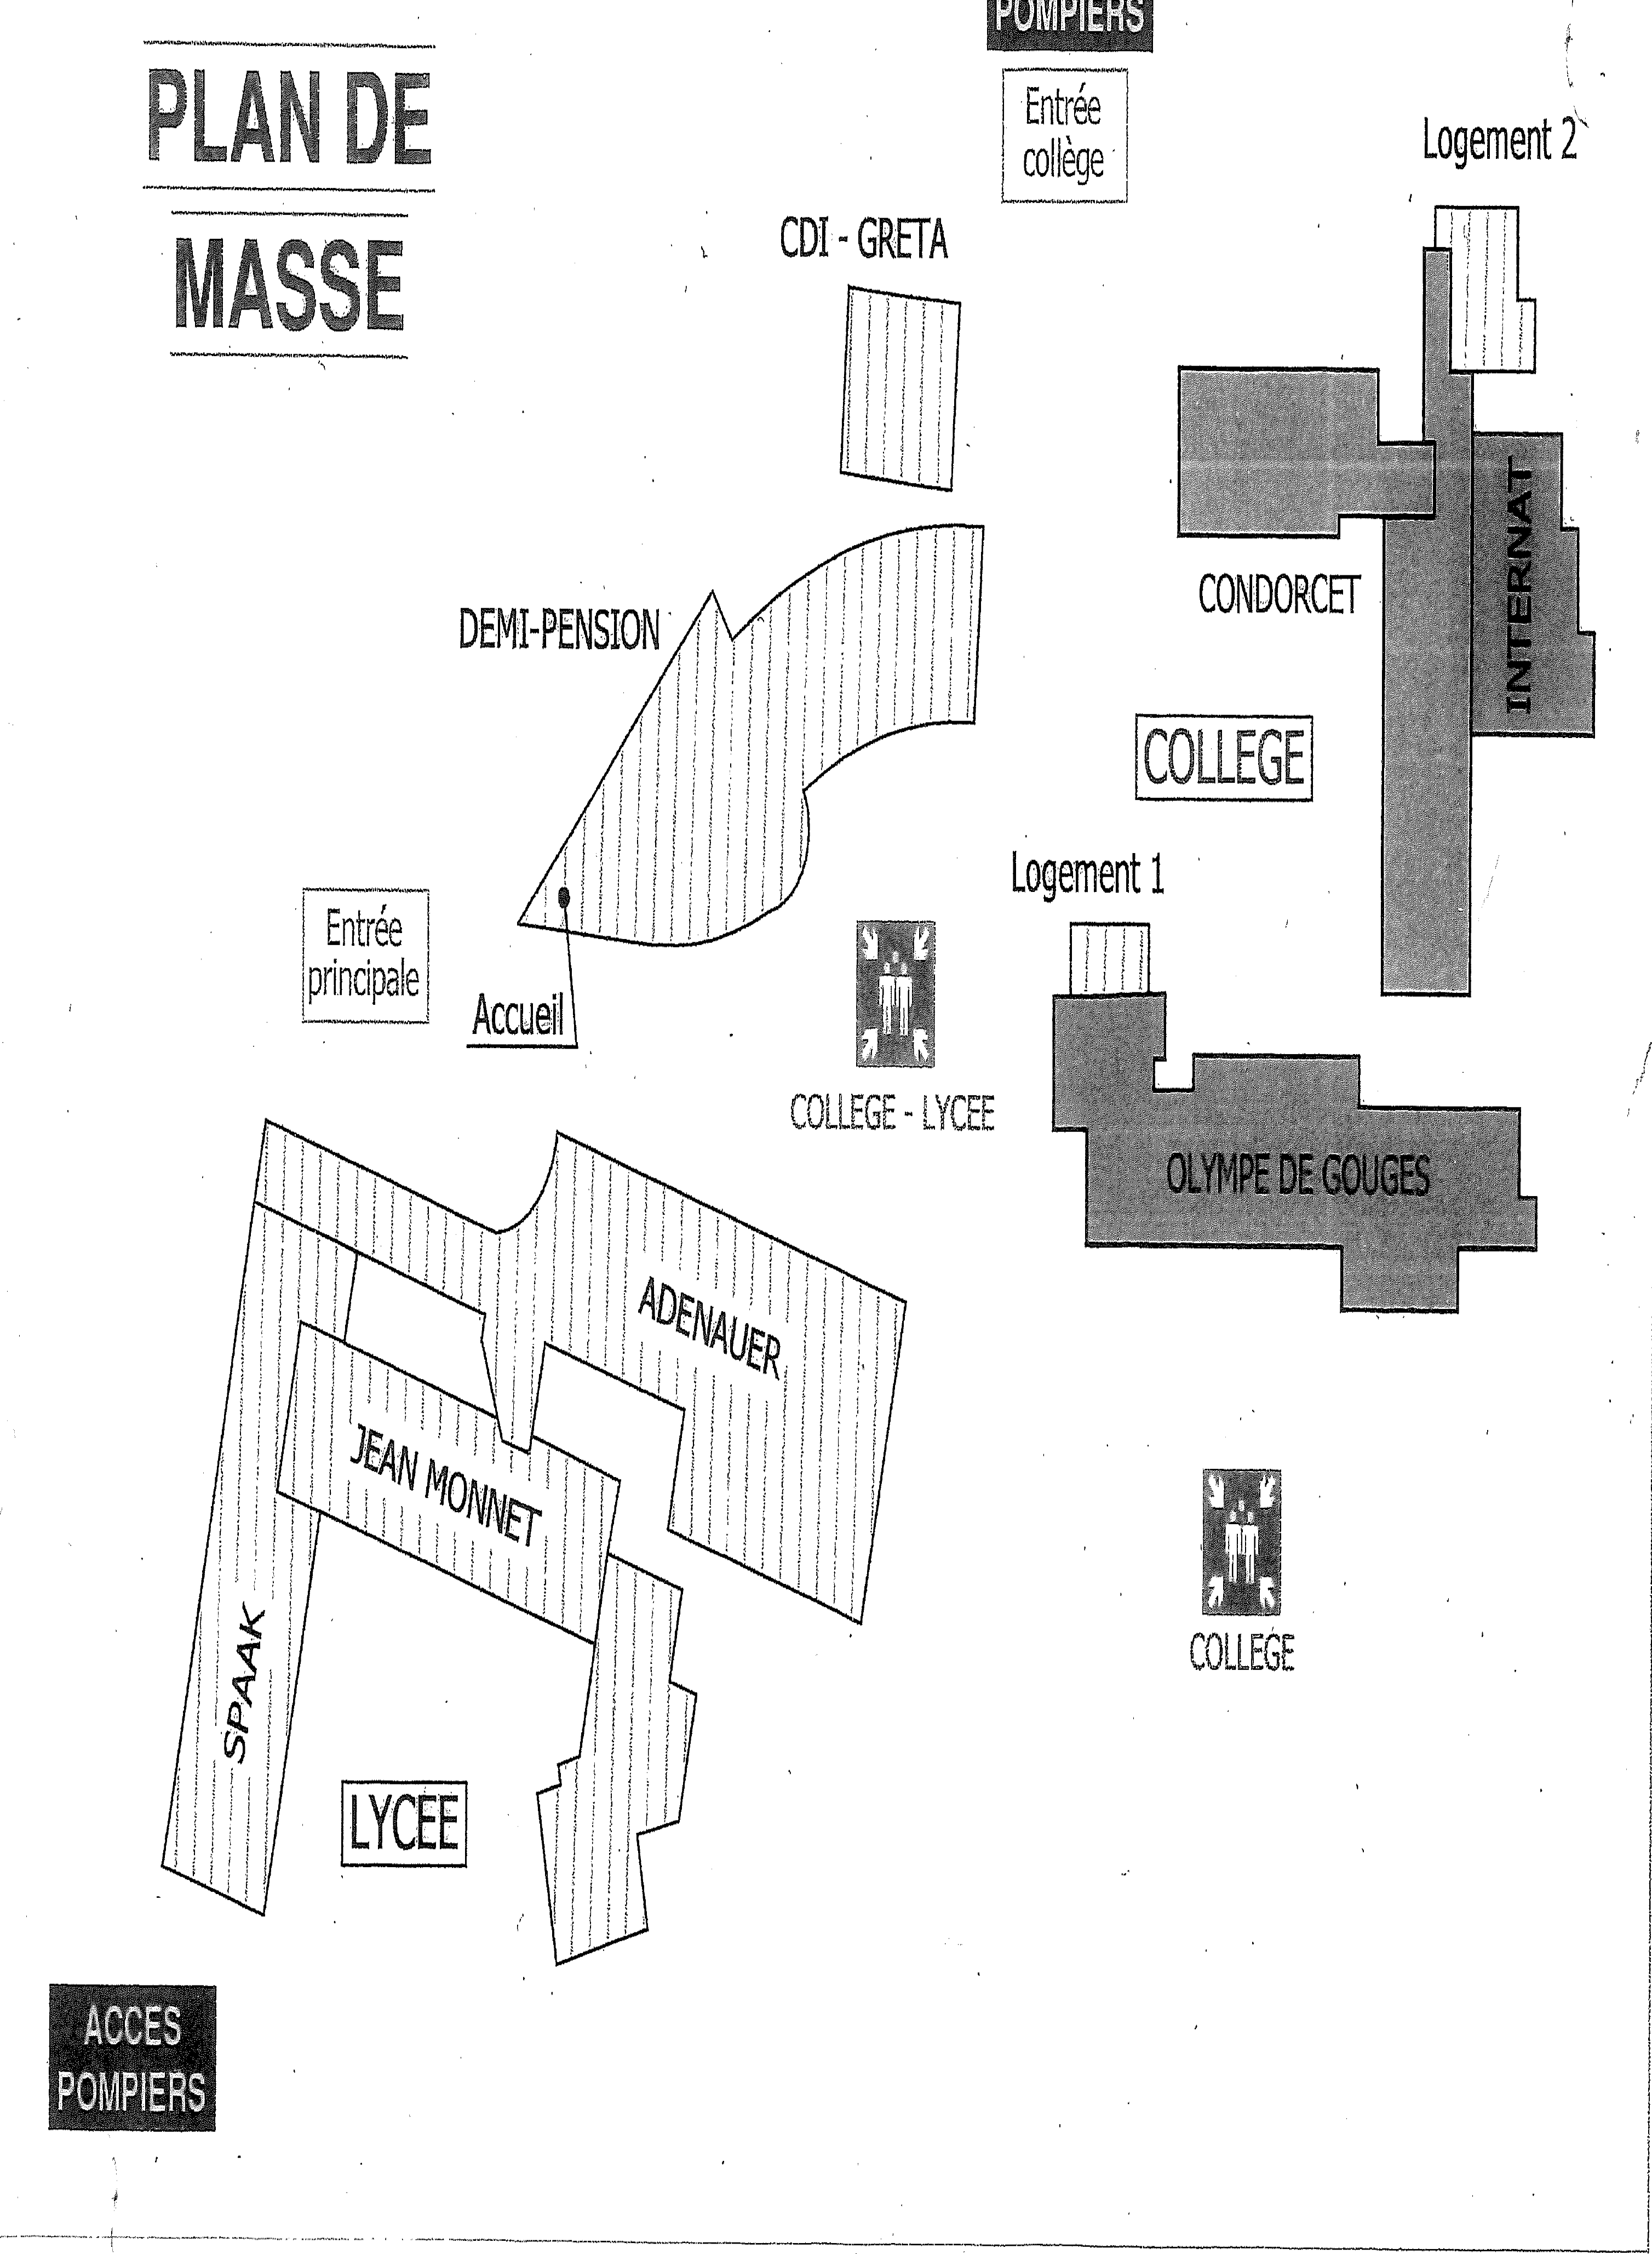 POMPIERS
PLAN DE
MASSE
Entrée
collège
Logement 2
CDI - GRETA
DEMI-PENSION
CONDORCET
INTERNAT
COLLEGE
Logement 1
Entrée
principale
Accueil
COLLEGE - LYCEE
OLYMPE DE GOUGES
ADENAUER
JEAN MONNET
SPAAK
COLLEGE
LYCEE
ACCES
POMPIERS